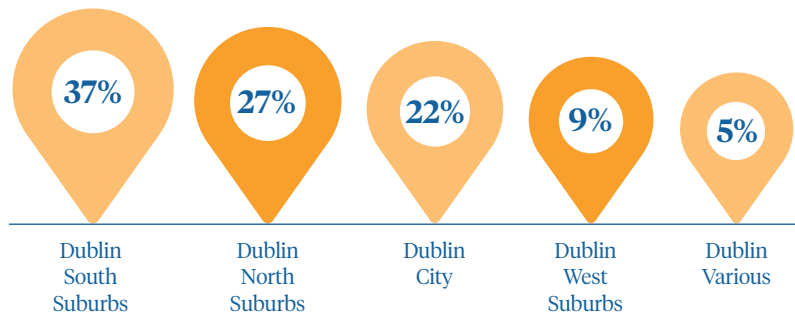 37%
27%
22%
9%
5%
Dublin
South
Suburbs
Dublin
North
Suburbs
Dublin
City
Dublin
West
Suburbs
Dublin
Various